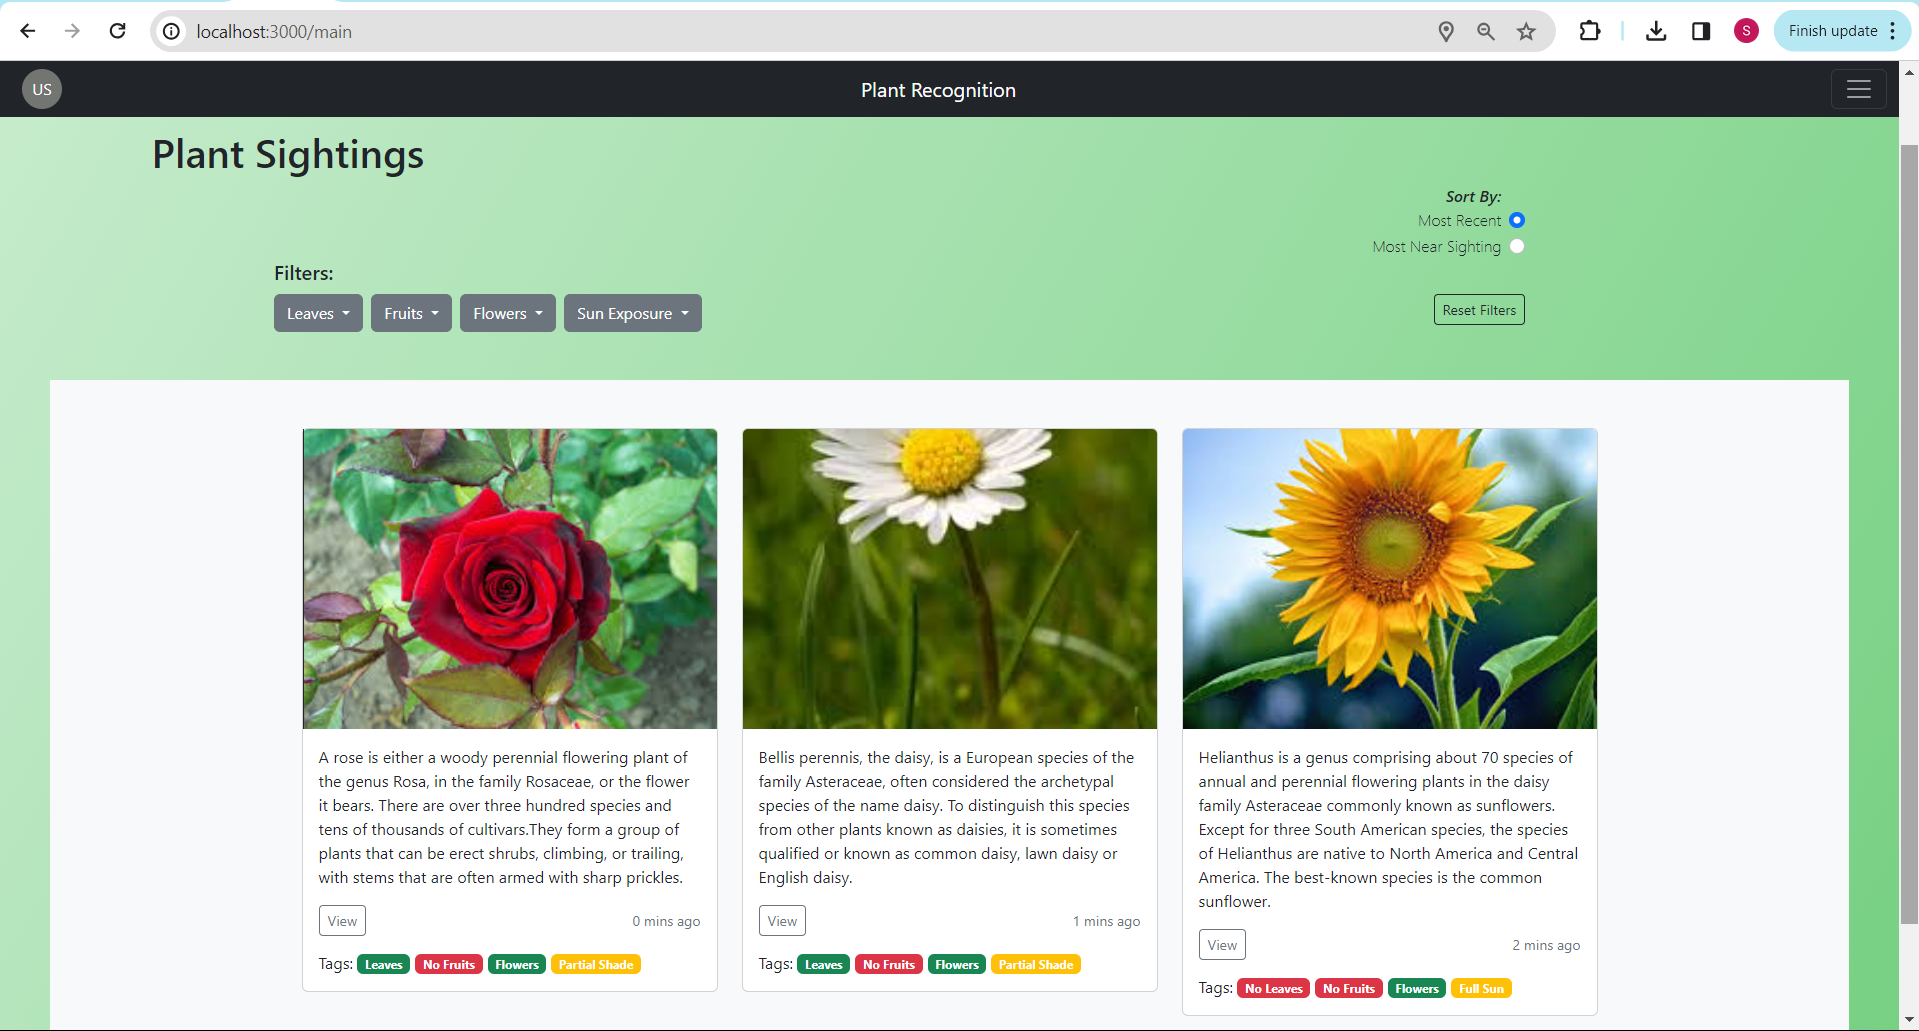 localhost:3000/main
S
Finish update
US
Plant Recognition
Plant Sightings
Sort By:
Most Recent
Most Near Sighting
Filters:
Leaves
Fruits
Flowers
Sun Exposure
Reset Filters
A rose is either a woody perennial flowering plant of
the genus Rosa, in the family Rosaceae, or the flower
it bears. There are over three hundred species and
tens of thousands of cultivars.They form a group of
plants that can be erect shrubs, climbing, or trailing,
with stems that are often armed with sharp prickles.
View
0 mins ago
Tags: Leaves No Fruits Flowers Partial Shade
Bellis perennis, the daisy, is a European species of the
family Asteraceae, often considered the archetypal
species of the name daisy. To distinguish this species
from other plants known as daisies, it is sometimes
qualified or known as common daisy, lawn daisy or
English daisy.
View
1 mins ago
Tags: Leaves No Fruits Flowers Partial Shade
Helianthus is a genus comprising about 70 species of
annual and perennial flowering plants in the daisy
family Asteraceae commonly known as sunflowers.
Except for three South American species, the species
of Helianthus are native to North America and Central
America. The best-known species is the common
sunflower.
View
2 mins ago
Tags: No Leaves No Fruits Flowers Full Sun